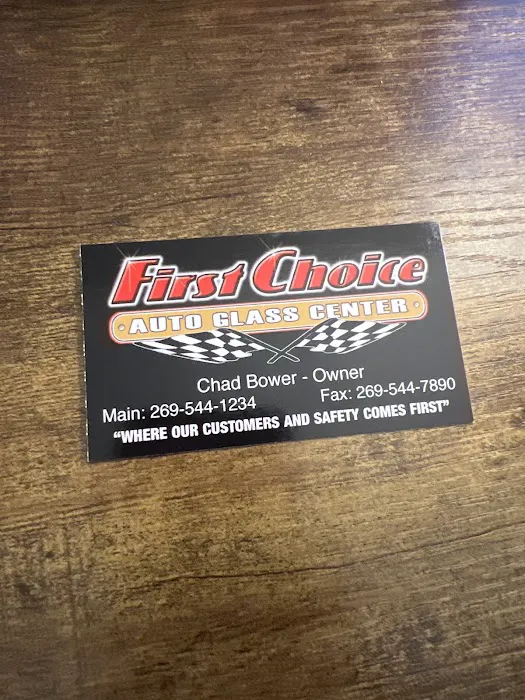 First Choice
AUTO GLASS CENTER
Chad Bower - Owner
Main: 269-544-1234 Fax: 269-544-7890
“WHERE OUR CUSTOMERS AND SAFETY COMES FIRST”